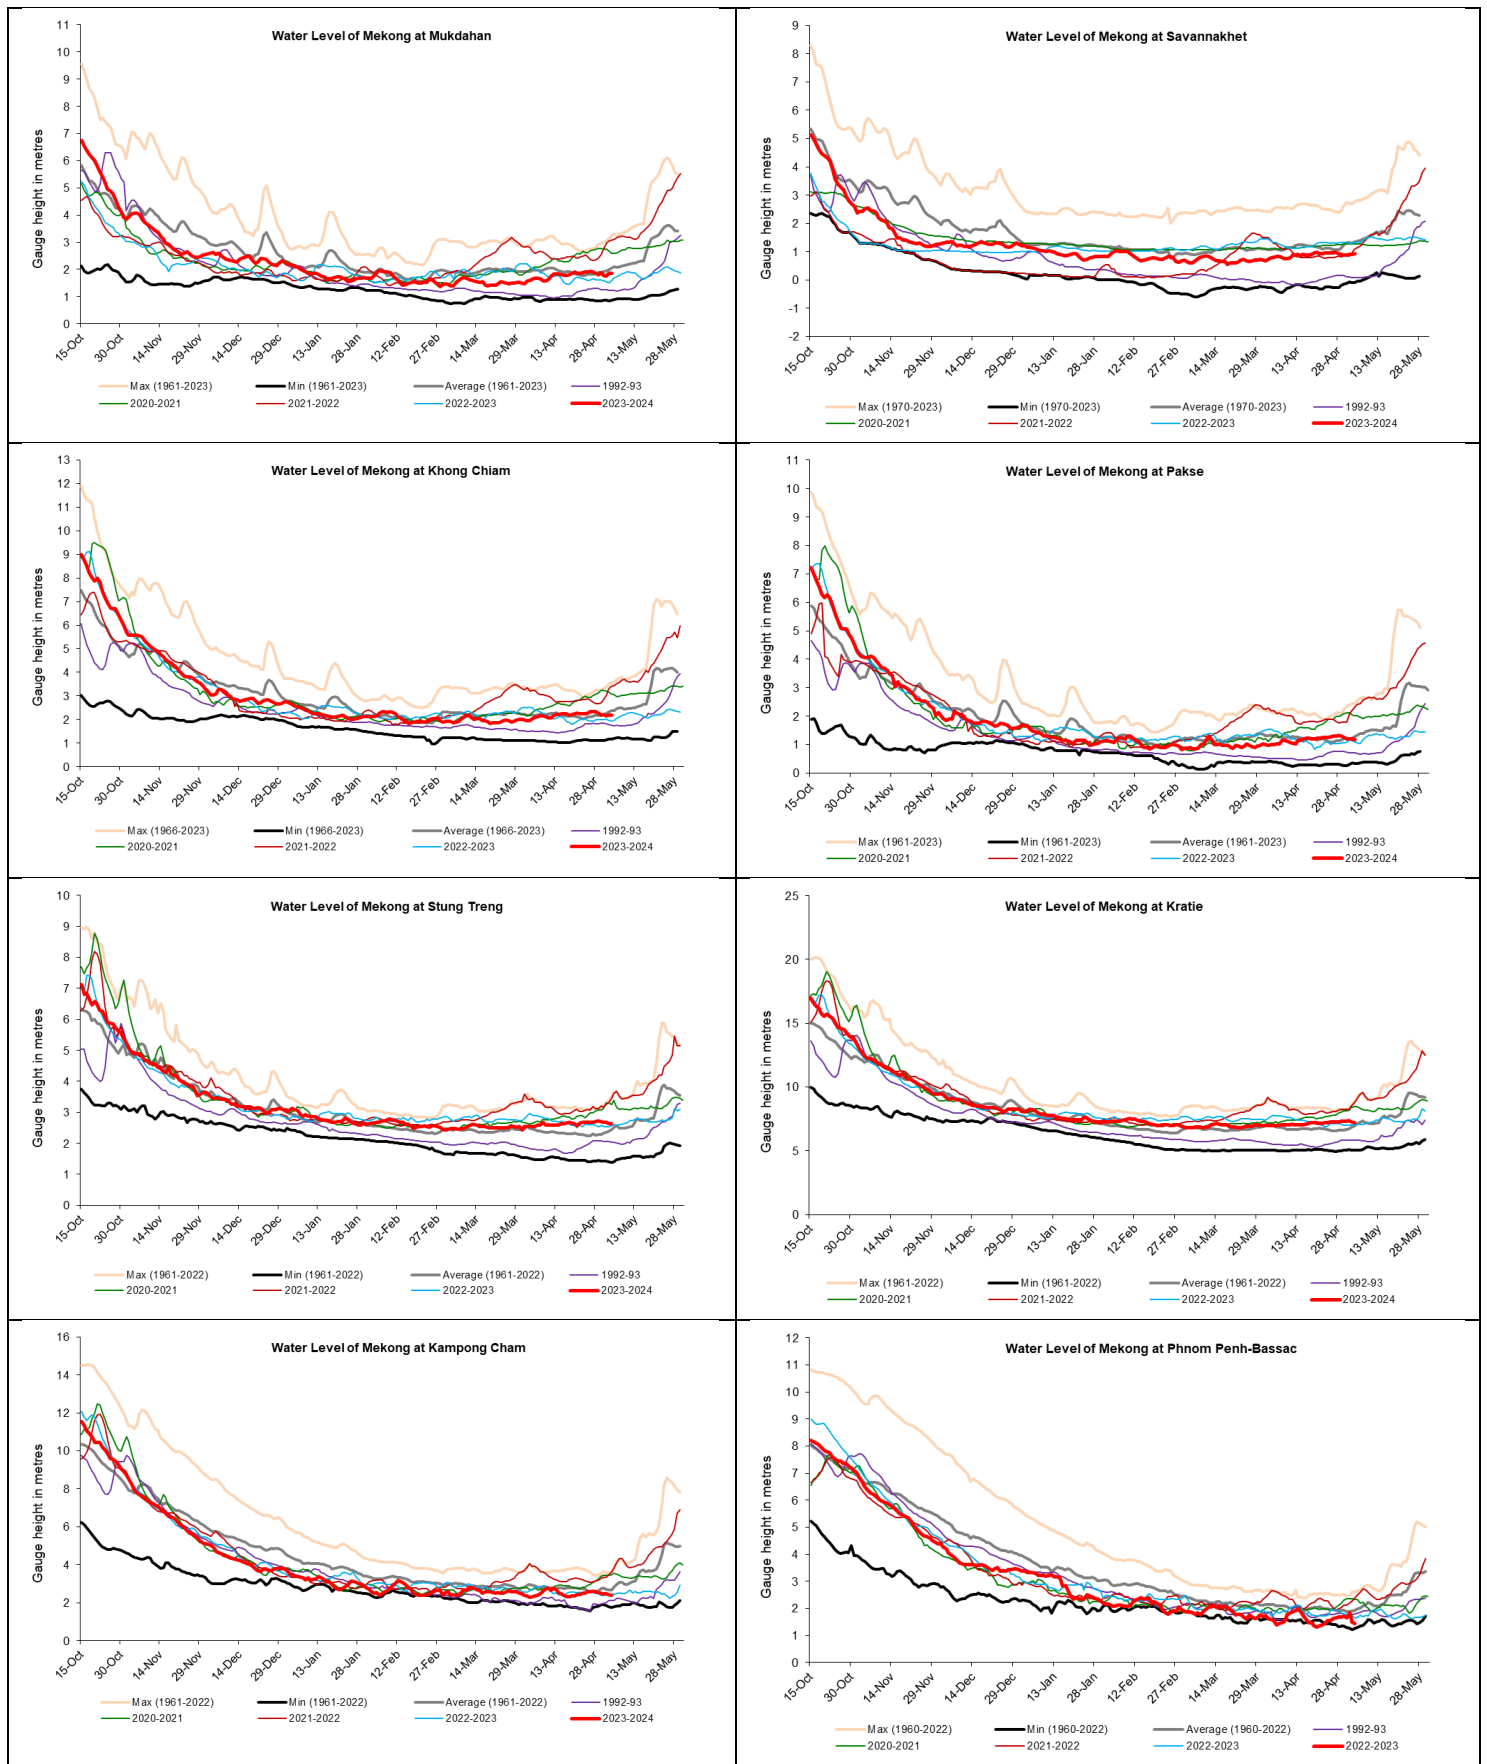 Water Level of Mekong at Mukdahan
Gauge height in metres
11
10
9
8
7
6
5
4
3
2
1
0
15-Oct 30-Oct 14-Nov 29-Nov 14-Dec 29-Dec 13-Jan 28-Jan 12-Feb 27-Feb 14-Mar 29-Mar 13-Apr 28-Apr 13-May 28-May
Max (1961-2023) Min (1961-2023) Average (1961-2023) 1992-93
2020-2021 2021-2022 2022-2023 2023-2024
Water Level of Mekong at Savannakhet
Gauge height in metres
9
8
7
6
5
4
3
2
1
0
-1
-2
15-Oct 30-Oct 14-Nov 29-Nov 14-Dec 29-Dec 13-Jan 28-Jan 12-Feb 27-Feb 14-Mar 29-Mar 13-Apr 28-Apr 13-May 28-May
Max (1970-2023) Min (1970-2023) Average (1970-2023) 1992-93
2020-2021 2021-2022 2022-2023 2023-2024
Water Level of Mekong at Khong Chiam
Gauge height in metres
13
12
11
10
9
8
7
6
5
4
3
2
1
0
15-Oct 30-Oct 14-Nov 29-Nov 14-Dec 29-Dec 13-Jan 28-Jan 12-Feb 27-Feb 14-Mar 29-Mar 13-Apr 28-Apr 13-May 28-May
Max (1966-2023) Min (1966-2023) Average (1966-2023) 1992-93
2020-2021 2021-2022 2022-2023 2023-2024
Water Level of Mekong at Pakse
Gauge height in metres
11
10
9
8
7
6
5
4
3
2
1
0
15-Oct 30-Oct 14-Nov 29-Nov 14-Dec 29-Dec 13-Jan 28-Jan 12-Feb 27-Feb 14-Mar 29-Mar 13-Apr 28-Apr 13-May 28-May
Max (1961-2023) Min (1961-2023) Average (1961-2023) 1992-93
2020-2021 2021-2022 2022-2023 2023-2024
Water Level of Mekong at Stung Treng
Gauge height in metres
10
9
8
7
6
5
4
3
2
1
0
15-Oct 30-Oct 14-Nov 29-Nov 14-Dec 29-Dec 13-Jan 28-Jan 12-Feb 27-Feb 14-Mar 29-Mar 13-Apr 28-Apr 13-May 28-May
Max (1961-2022) Min (1961-2022) Average (1961-2022) 1992-93
2020-2021 2021-2022 2022-2023 2023-2024
Water Level of Mekong at Kratie
Gauge height in metres
25
20
15
10
5
0
15-Oct 30-Oct 14-Nov 29-Nov 14-Dec 29-Dec 13-Jan 28-Jan 12-Feb 27-Feb 14-Mar 29-Mar 13-Apr 28-Apr 13-May 28-May
Max (1961-2022) Min (1961-2022) Average (1961-2022) 1992-93
2020-2021 2021-2022 2022-2023 2023-2024
Water Level of Mekong at Kampong Cham
Gauge height in metres
16
14
12
10
8
6
4
2
0
15-Oct 30-Oct 14-Nov 29-Nov 14-Dec 29-Dec 13-Jan 28-Jan 12-Feb 27-Feb 14-Mar 29-Mar 13-Apr 28-Apr 13-May 28-May
Max (1961-2022) Min (1961-2022) Average (1961-2022) 1992-93
2020-2021 2021-2022 2022-2023 2023-2024
Water Level of Mekong at Phnom Penh-Bassac
Gauge height in metres
12
11
10
9
8
7
6
5
4
3
2
1
0
15-Oct 30-Oct 14-Nov 29-Nov 14-Dec 29-Dec 13-Jan 28-Jan 12-Feb 27-Feb 14-Mar 29-Mar 13-Apr 28-Apr 13-May 28-May
Max (1960-2022) Min (1960-2022) Average (1960-2022) 1992-93
2020-2021 2021-2022 2022-2023 2022-2023